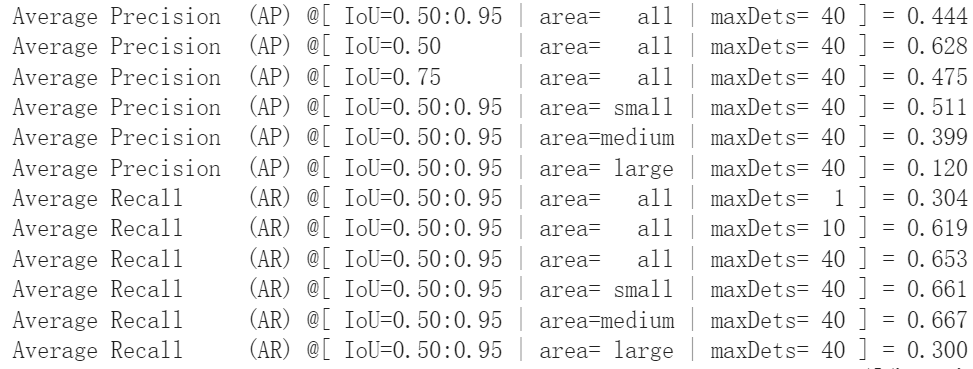 Average Precision  (AP) @[ IoU=0.50:0.95 | area=   all | maxDets= 40 ] = 0.444
Average Precision  (AP) @[ IoU=0.50      | area=   all | maxDets= 40 ] = 0.628
Average Precision  (AP) @[ IoU=0.75      | area=   all | maxDets= 40 ] = 0.475
Average Precision  (AP) @[ IoU=0.50:0.95 | area= small | maxDets= 40 ] = 0.511
Average Precision  (AP) @[ IoU=0.50:0.95 | area=medium | maxDets= 40 ] = 0.399
Average Precision  (AP) @[ IoU=0.50:0.95 | area= large | maxDets= 40 ] = 0.120
Average Recall     (AR) @[ IoU=0.50:0.95 | area=   all | maxDets=  1 ] = 0.304
Average Recall     (AR) @[ IoU=0.50:0.95 | area=   all | maxDets= 10 ] = 0.619
Average Recall     (AR) @[ IoU=0.50:0.95 | area=   all | maxDets= 40 ] = 0.653
Average Recall     (AR) @[ IoU=0.50:0.95 | area= small | maxDets= 40 ] = 0.661
Average Recall     (AR) @[ IoU=0.50:0.95 | area=medium | maxDets= 40 ] = 0.667
Average Recall     (AR) @[ IoU=0.50:0.95 | area= large | maxDets= 40 ] = 0.300